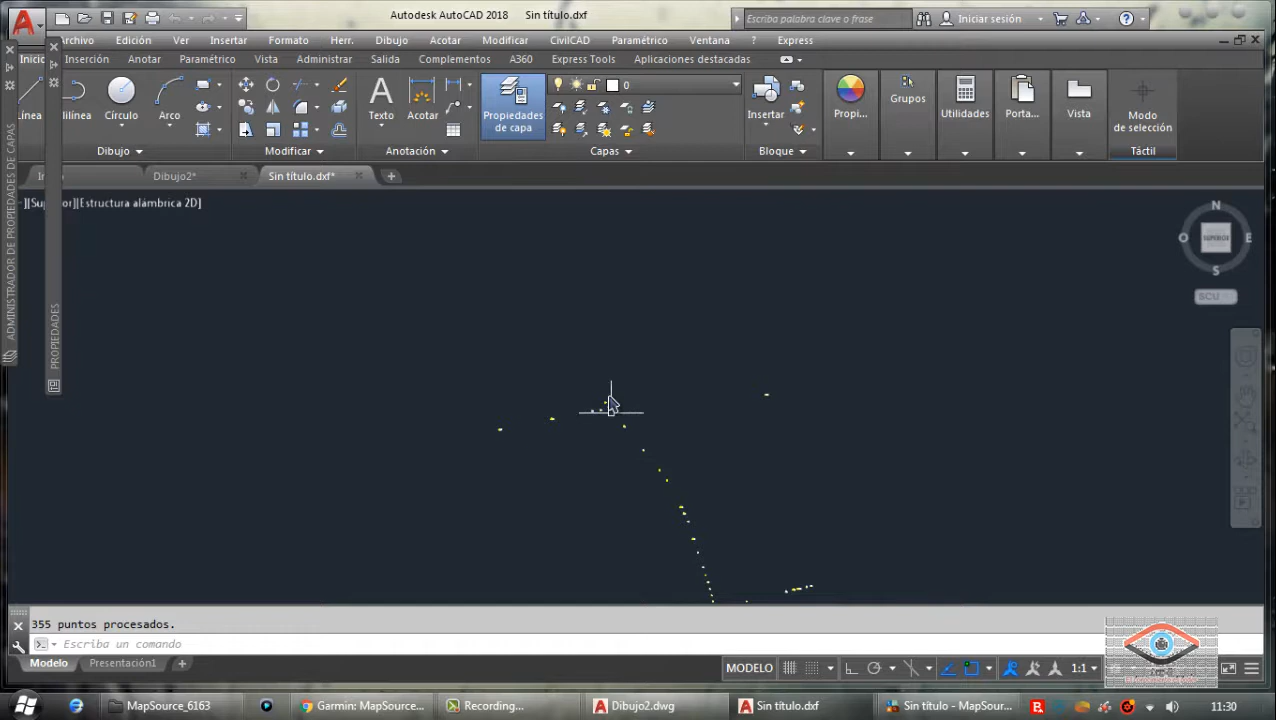 Autodesk AutoCAD 2018 Sin título.dxf
Escriba palabra clave o frase
Iniciar sesión
Archivo Edición Ver Insertar Formato Herr. Dibujo Acotar Modificar CivilCAD Paramétrico Ventana ? Express
Inicio Inserción Anotar Paramétrico Vista Administrar Salida Complementos A360 Express Tools Aplicaciones destacadas
0
Línea
Círculo Arco
Texto Acotar
Propiedades
de capa
Insertar
Propi...
Grupos
Utilidades
Porta...
Vista
Modo
de selección
Dibujo Modificar Anotación Capas Bloque Táctil
Dibujo2* Sin título.dxf*
[Estructura alámbrica 2D]
ADMINISTRADOR DE PROPIEDADES DE CAPAS
PROPIEDADES
N
O SUPERIOR E
S
SCU
355 puntos procesados.
Escriba un comando
Modelo Presentación1
MODELO 1:1
MapSource_6163 Garmin: MapSource... Recording... Dibujo2.dwg Sin título.dxf Sin título - MapSour... 11:30